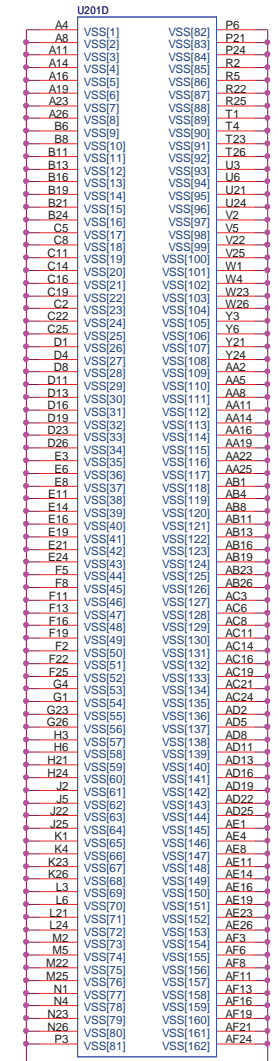 U201D
A4 VSS[1] VSS[82] P6
A8 VSS[2] VSS[83] P21
A11 VSS[3] VSS[84] P24
A14 VSS[4] VSS[85] R2
A16 VSS[5] VSS[86] R5
A19 VSS[6] VSS[87] R22
A23 VSS[7] VSS[88] R25
A26 VSS[8] VSS[89] T1
B6 VSS[9] VSS[90] T4
B8 VSS[10] VSS[91] T23
B11 VSS[11] VSS[92] T26
B13 VSS[12] VSS[93] U3
B16 VSS[13] VSS[94] U6
B19 VSS[14] VSS[95] U21
B21 VSS[15] VSS[96] U24
B24 VSS[16] VSS[97] V2
C5 VSS[17] VSS[98] V5
C8 VSS[18] VSS[99] V22
C11 VSS[19] VSS[100] V25
C14 VSS[20] VSS[101] W1
C16 VSS[21] VSS[102] W4
C19 VSS[22] VSS[103] W23
C2 VSS[23] VSS[104] W26
C22 VSS[24] VSS[105] Y3
C25 VSS[25] VSS[106] Y6
D1 VSS[26] VSS[107] Y21
D4 VSS[27] VSS[108] Y24
D8 VSS[28] VSS[109] AA2
D11 VSS[29] VSS[110] AA5
D13 VSS[30] VSS[111] AA8
D16 VSS[31] VSS[112] AA11
D19 VSS[32] VSS[113] AA14
D23 VSS[33] VSS[114] AA16
D26 VSS[34] VSS[115] AA19
E3 VSS[35] VSS[116] AA22
E6 VSS[36] VSS[117] AA25
E8 VSS[37] VSS[118] AB1
E11 VSS[38] VSS[119] AB4
E14 VSS[39] VSS[120] AB8
E16 VSS[40] VSS[121] AB11
E19 VSS[41] VSS[122] AB13
E21 VSS[42] VSS[123] AB16
E24 VSS[43] VSS[124] AB19
F5 VSS[44] VSS[125] AB23
F8 VSS[45] VSS[126] AB26
F11 VSS[46] VSS[127] AC3
F13 VSS[47] VSS[128] AC6
F16 VSS[48] VSS[129] AC8
F19 VSS[49] VSS[130] AC11
F2 VSS[50] VSS[131] AC14
F22 VSS[51] VSS[132] AC16
F25 VSS[52] VSS[133] AC19
G4 VSS[53] VSS[134] AC21
G1 VSS[54] VSS[135] AC24
G23 VSS[55] VSS[136] AD2
G26 VSS[56] VSS[137] AD5
H3 VSS[57] VSS[138] AD8
H6 VSS[58] VSS[139] AD11
H21 VSS[59] VSS[140] AD13
H24 VSS[60] VSS[141] AD16
J2 VSS[61] VSS[142] AD19
J5 VSS[62] VSS[143] AD22
J22 VSS[63] VSS[144] AD25
J25 VSS[64] VSS[145] AE1
K1 VSS[65] VSS[146] AE4
K4 VSS[66] VSS[147] AE8
K23 VSS[67] VSS[148] AE11
K26 VSS[68] VSS[149] AE14
L3 VSS[69] VSS[150] AE16
L6 VSS[70] VSS[151] AE19
L21 VSS[71] VSS[152] AE23
L24 VSS[72] VSS[153] AE26
M2 VSS[73] VSS[154] AF3
M5 VSS[74] VSS[155] AF6
M22 VSS[75] VSS[156] AF8
M25 VSS[76] VSS[157] AF11
N1 VSS[77] VSS[158] AF13
N4 VSS[78] VSS[159] AF16
N23 VSS[79] VSS[160] AF19
N26 VSS[80] VSS[161] AF21
P3 VSS[81] VSS[162] AF24